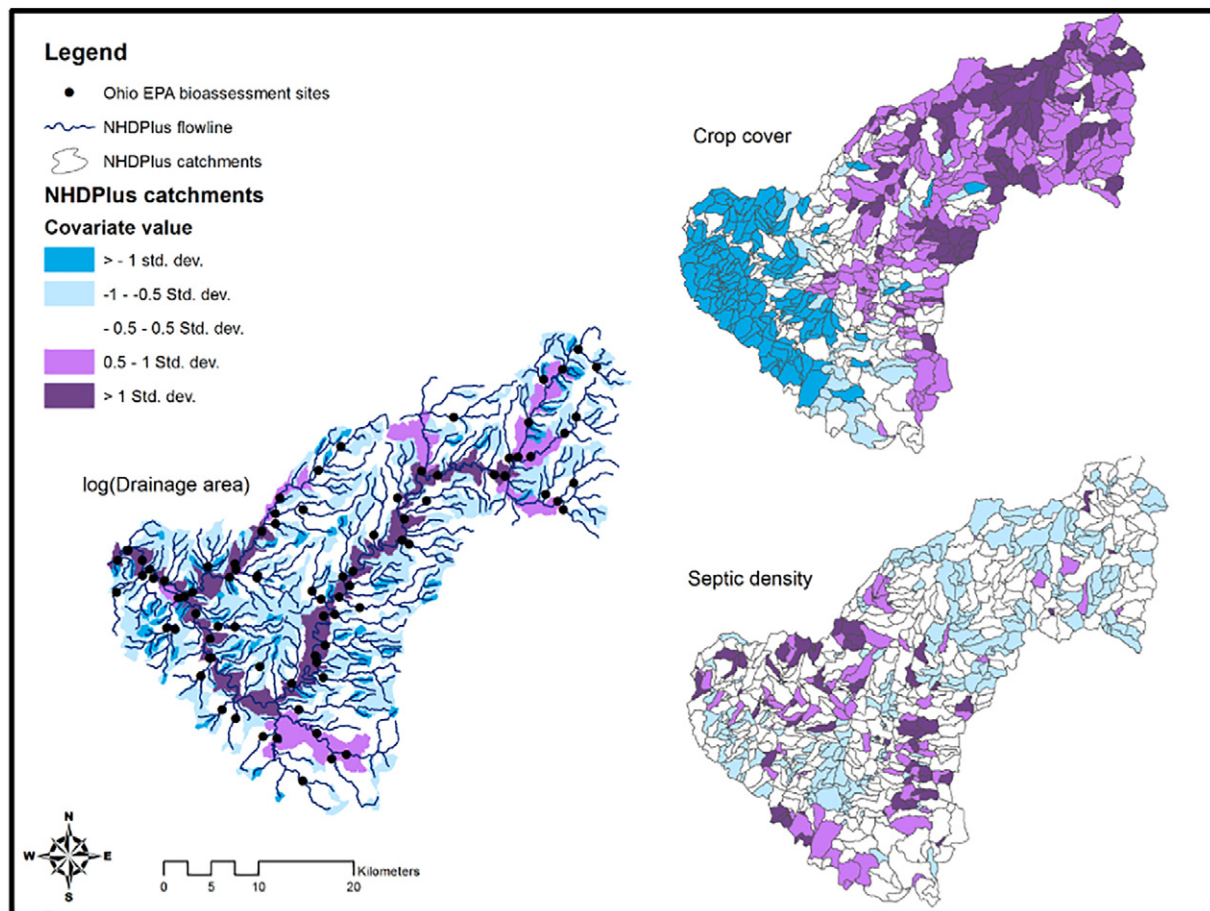 Legend
Ohio EPA bioassessment sites
NHDPlus flowline
NHDPlus catchments
NHDPlus catchments
Covariate value
> - 1 std. dev.
-1 - -0.5 Std. dev.
- 0.5 - 0.5 Std. dev.
0.5 - 1 Std. dev.
> 1 Std. dev.
Crop cover
log(Drainage area)
Septic density
N
W
E
S
Kilometers
0 5 10 20